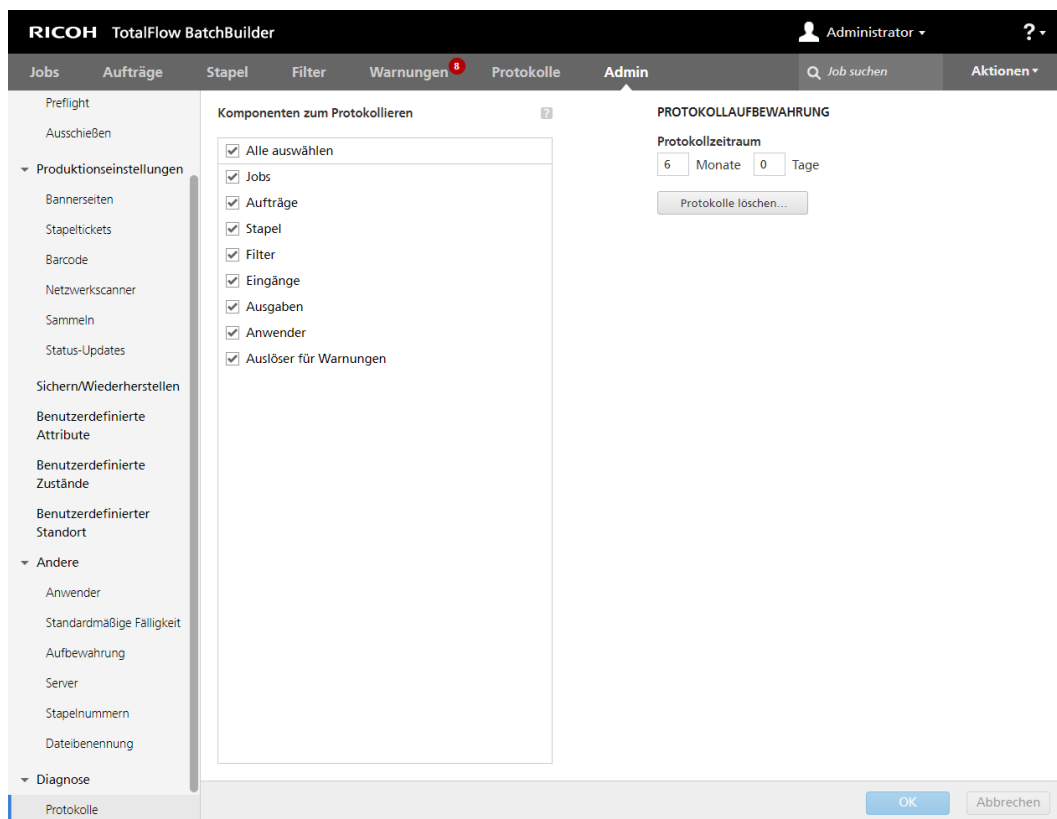 RICOH TotalFlow BatchBuilder
Administrator
?
Jobs Aufträge Stapel Filter Warnungen 8 Protokolle Admin Job suchen Aktionen
Preflight
Ausschießen
Produktionseinstellungen
Bannerseiten
Stapeltickets
Barcode
Netzwerkscanner
Sammeln
Status-Updates
Sichern/Wiederherstellen
Benutzerdefinierte
Attribute
Benutzerdefinierte
Zustände
Benutzerdefinierter
Standort
Andere
Anwender
Standardmäßige Fälligkeit
Aufbewahrung
Server
Stapelnummern
Dateibenennung
Diagnose
Protokolle
Komponenten zum Protokollieren ?
Alle auswählen
Jobs
Aufträge
Stapel
Filter
Eingänge
Ausgaben
Anwender
Auslöser für Warnungen
PROTOKOLLAUFBEWAHRUNG
Protokollzeitraum
6 Monate 0 Tage
Protokolle löschen...
OK Abbrechen